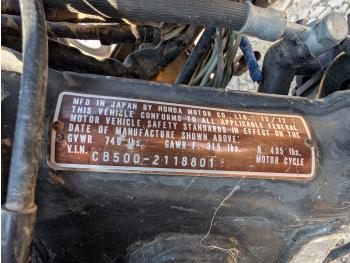 MFD. IN JAPAN BY HONDA MOTOR CO., LTD. 12/72
THIS VEHICLE CONFORMS TO ALL APPLICABLE FEDERAL
MOTOR VEHICLE SAFETY STANDARDS IN EFFECT ON THE
DATE OF MANUFACTURE SHOWN ABOVE.
GVWR 740 lbs. GAWR F. 315 lbs. R. 495 lbs.
V.I.N. CB500-2118801 MOTOR CYCLE